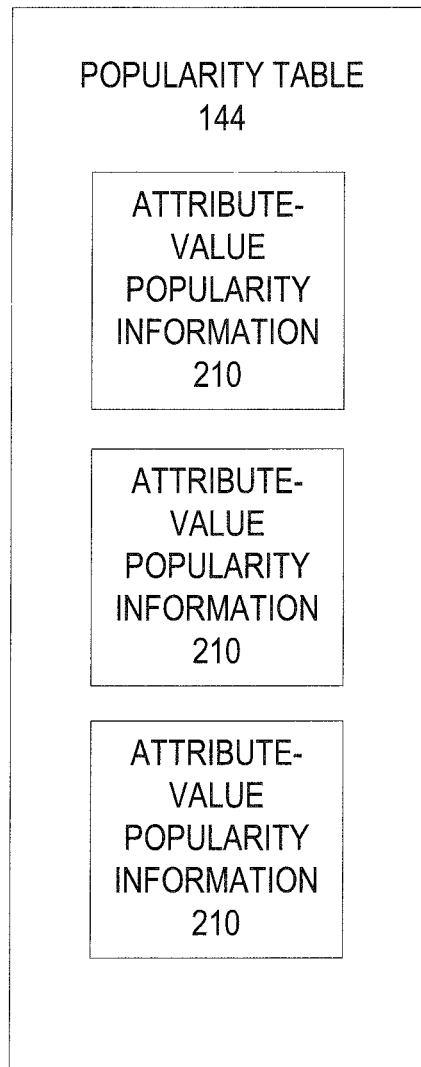 POPULARITY TABLE
144
ATTRIBUTE-
VALUE
POPULARITY
INFORMATION
210
ATTRIBUTE-
VALUE
POPULARITY
INFORMATION
210
ATTRIBUTE-
VALUE
POPULARITY
INFORMATION
210